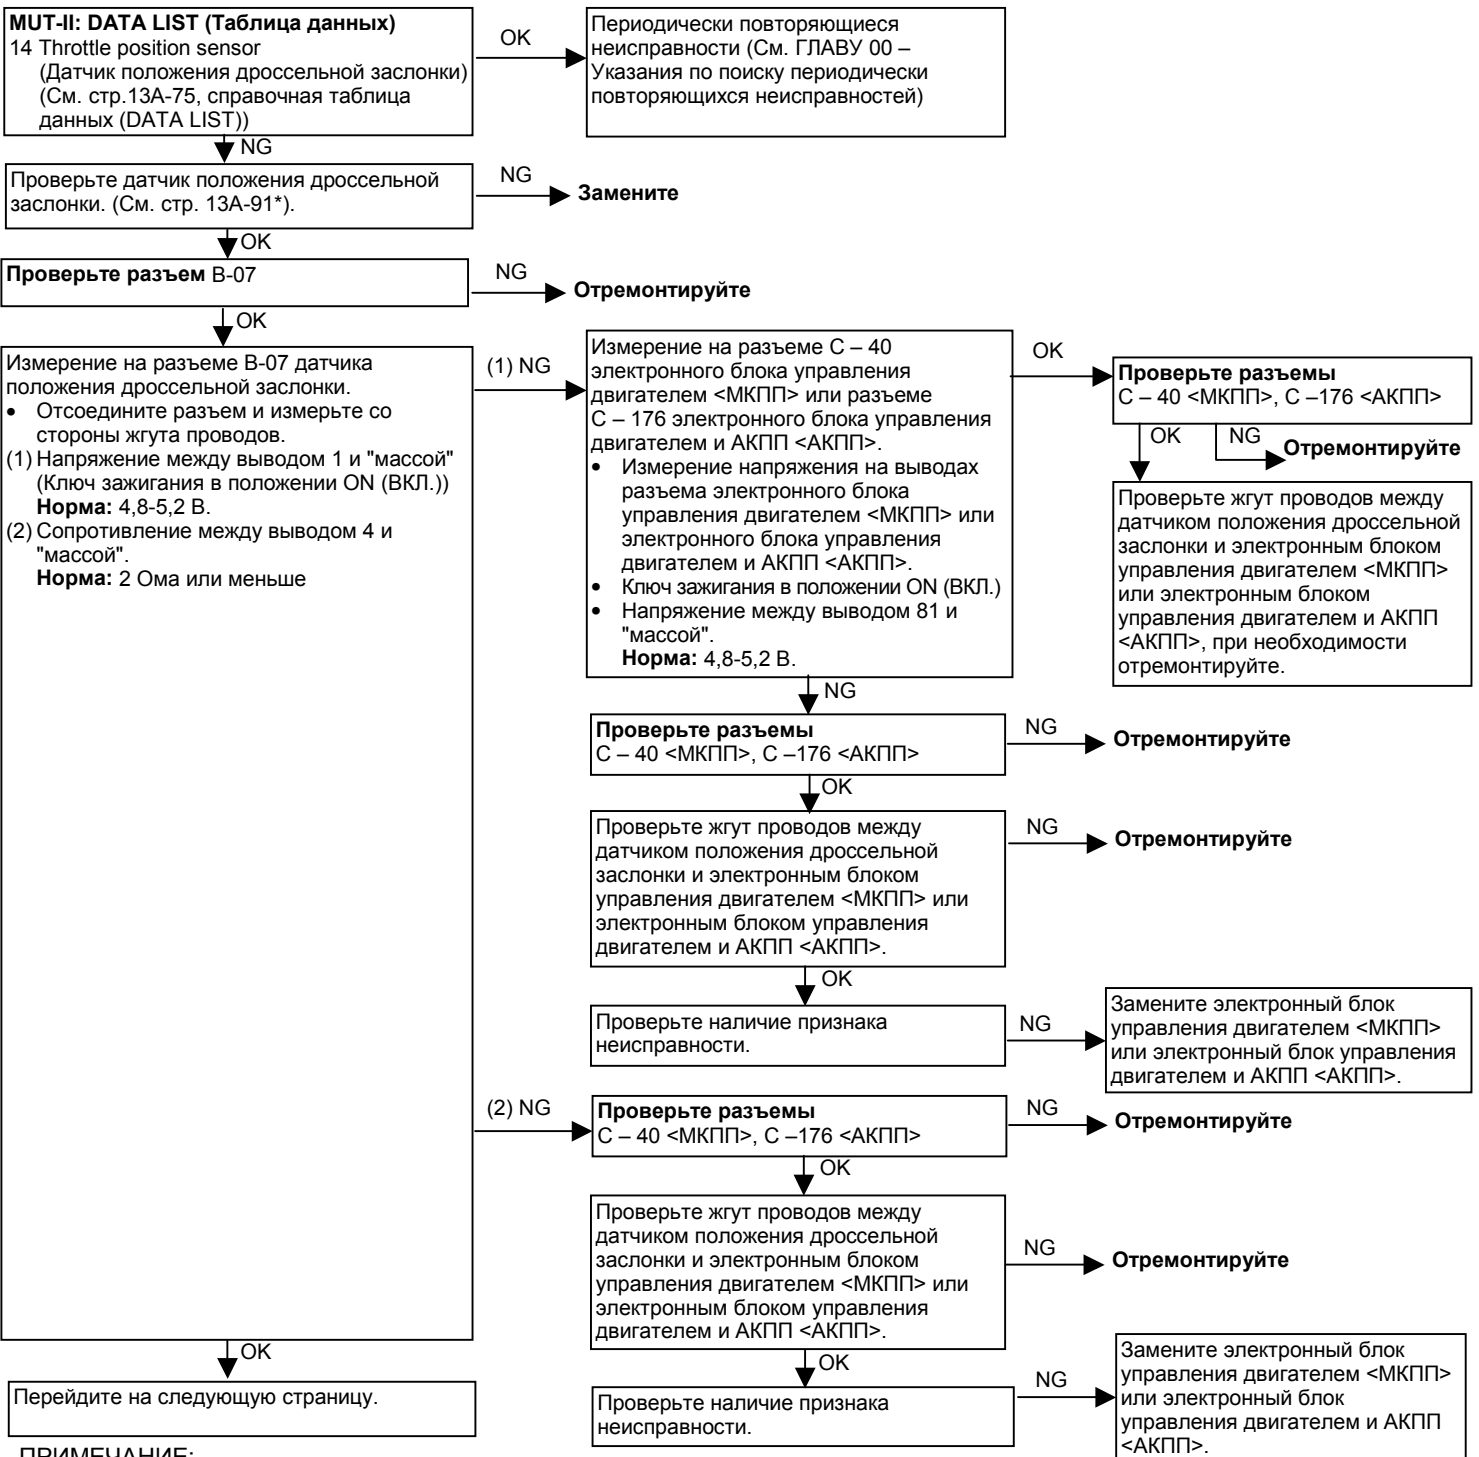 MUT-II: DATA LIST (Таблица данных)
14 Throttle position sensor
(Датчик положения дроссельной заслонки)
(См. стр.13А-75, справочная таблица
данных (DATA LIST))
OK
Периодически повторяющиеся
неисправности (См. ГЛАВУ 00 –
Указания по поиску периодически
повторяющихся неисправностей)
NG
Проверьте датчик положения дроссельной
заслонки. (См. стр. 13А-91*).
NG
Замените
OK
Проверьте разъем В-07
NG
Отремонтируйте
OK
Измерение на разъеме В-07 датчика
положения дроссельной заслонки.
• Отсоедините разъем и измерьте со
стороны жгута проводов.
(1) Напряжение между выводом 1 и "массой"
(Ключ зажигания в положении ON (ВКЛ.))
Норма: 4,8-5,2 В.
(2) Сопротивление между выводом 4 и
"массой".
Норма: 2 Ома или меньше
(1) NG
Измерение на разъеме С – 40
электронного блока управления
двигателем <МКПП> или разъеме
С – 176 электронного блока управления
двигателем и АКПП <АКПП>.
• Измерение напряжения на выводах
разъема электронного блока
управления двигателем <МКПП> или
электронного блока управления
двигателем и АКПП <АКПП>.
• Ключ зажигания в положении ON (ВКЛ.)
• Напряжение между выводом 81 и
"массой".
Норма: 4,8-5,2 В.
OK
Проверьте разъемы
С – 40 <МКПП>, С –176 <АКПП>
OK
NG
Отремонтируйте
Проверьте жгут проводов между
датчиком положения дроссельной
заслонки и электронным блоком
управления двигателем <МКПП>
или электронным блоком
управления двигателем и АКПП
<АКПП>, при необходимости
отремонтируйте.
NG
Проверьте разъемы
С – 40 <МКПП>, С –176 <АКПП>
NG
Отремонтируйте
OK
Проверьте жгут проводов между
датчиком положения дроссельной
заслонки и электронным блоком
управления двигателем <МКПП> или
электронным блоком управления
двигателем и АКПП <АКПП>.
NG
Отремонтируйте
OK
Проверьте наличие признака
неисправности.
NG
Замените электронный блок
управления двигателем <МКПП>
или электронный блок управления
двигателем и АКПП <АКПП>.
(2) NG
Проверьте разъемы
С – 40 <МКПП>, С –176 <АКПП>
NG
Отремонтируйте
OK
Проверьте жгут проводов между
датчиком положения дроссельной
заслонки и электронным блоком
управления двигателем <МКПП> или
электронным блоком управления
двигателем и АКПП <АКПП>.
NG
Отремонтируйте
OK
Проверьте наличие признака
неисправности.
NG
Замените электронный блок
управления двигателем <МКПП>
или электронный блок
управления двигателем и АКПП
<АКПП>.
OK
Перейдите на следующую страницу.
ПРИМЕЧАНИЕ: